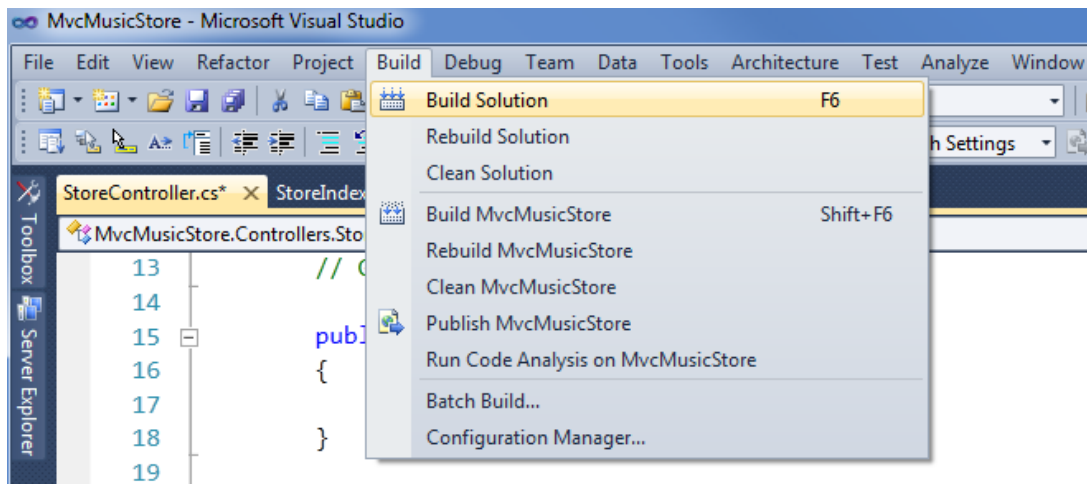 MvcMusicStore - Microsoft Visual Studio
File Edit View Refactor Project Build Debug Team Data Tools Architecture Test Analyze Window
Build Solution F6
Rebuild Solution
h Settings
Clean Solution
StoreController.cs* StoreIndex
Build MvcMusicStore Shift+F6
MvcMusicStore.Controllers.Sto
Rebuild MvcMusicStore
13 //
Clean MvcMusicStore
14
Publish MvcMusicStore
15 publ
Run Code Analysis on MvcMusicStore
16 {
Batch Build...
17
Configuration Manager...
18 }
19
Toolbox
Server Explorer